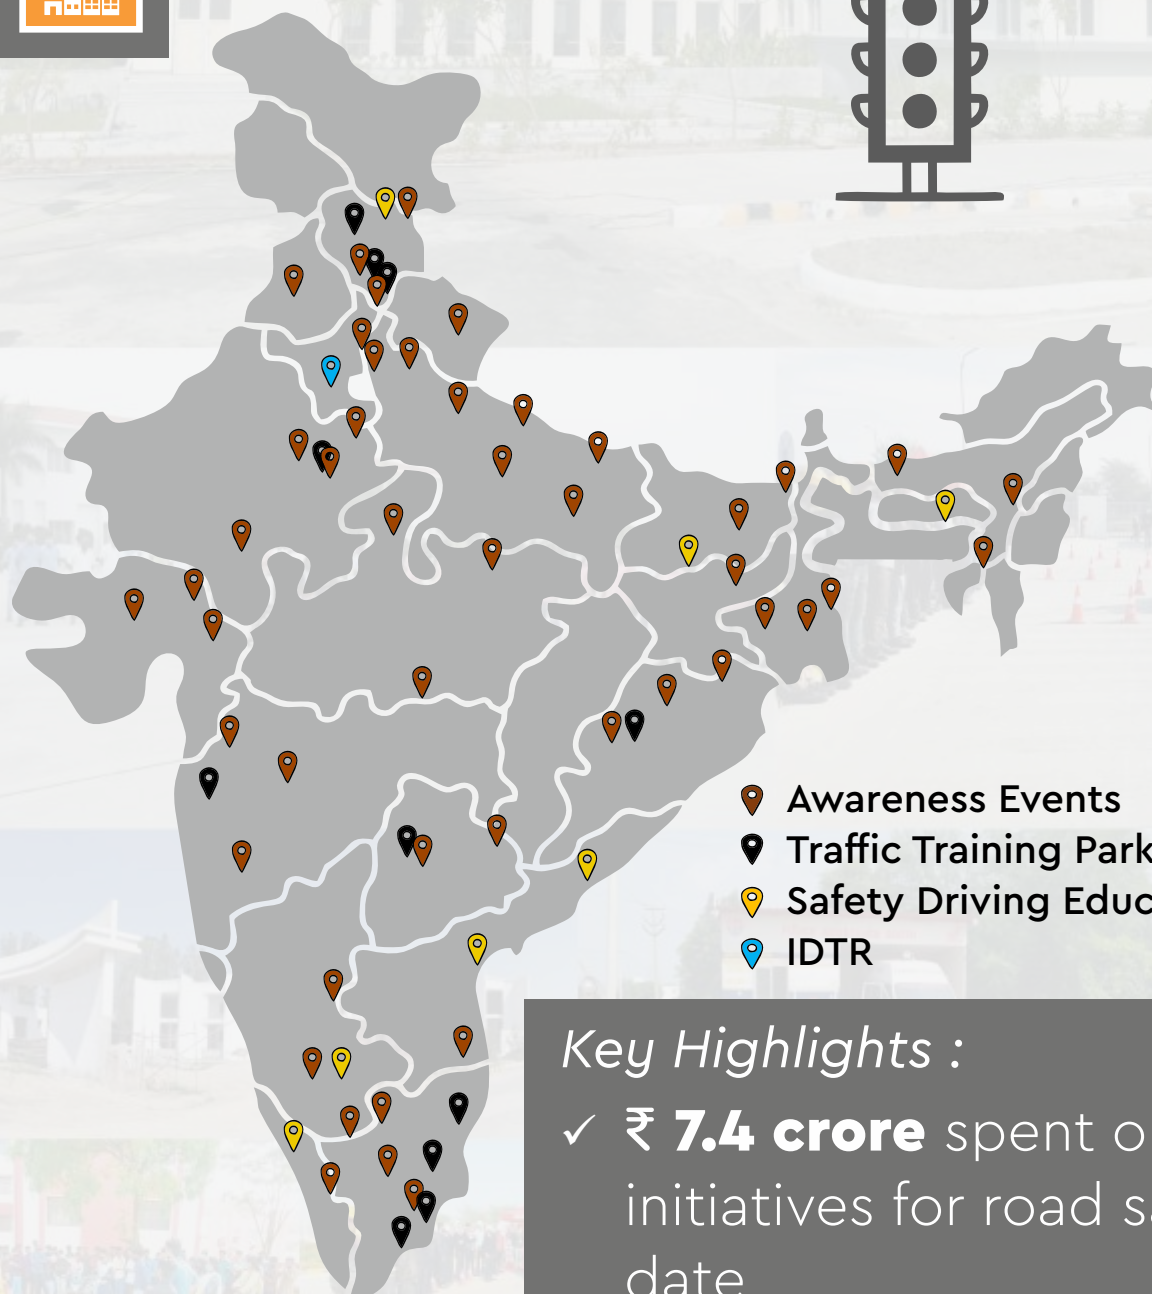 Awareness Events
Traffic Training Park
Safety Driving Educ
IDTR
Key Highlights :
✓ ₹ 7.4 crore spent o
initiatives for road sa
date